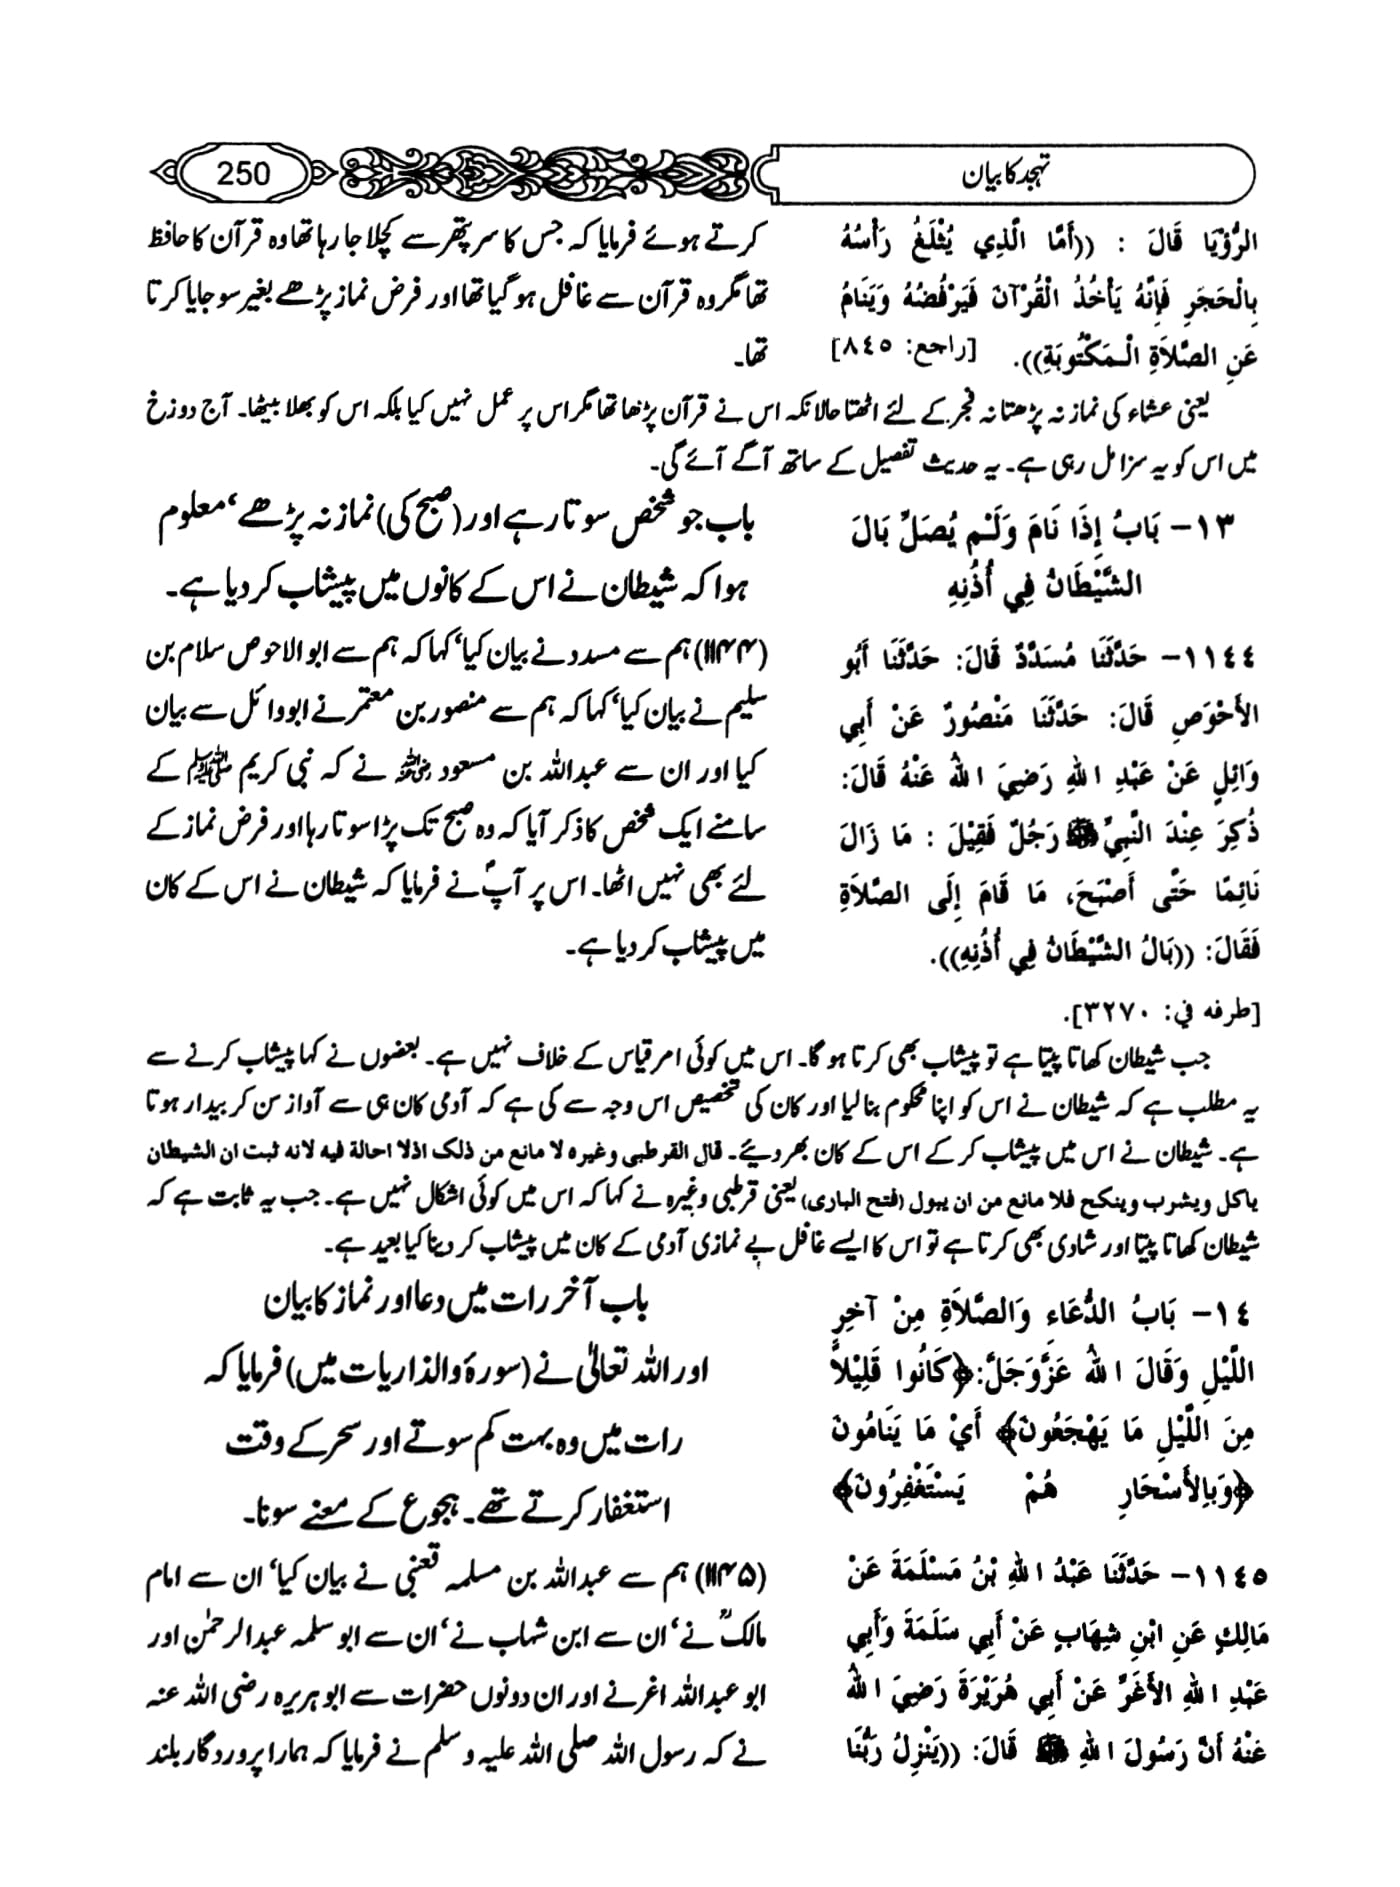 تہجد کا بیان
250
الرُّؤْيَا قَالَ : ((أَمَّا الَّذِي يُثْلَغُ رَأْسُهُ
بِالْحَجَرِ فَإِنَّهُ يَأْخُذُ الْقُرْآنَ فَيَرْفُضُهُ وَيَنَامُ
عَنِ الصَّلاَةِ الْـمَكْتُوبَةِ)). [راجع: ٨٤٥]
کرتے ہوئے فرمایا کہ جس کا سر پتھر سے کچلا جا رہا تھا وہ قرآن کا حافظ
تھا مگر وہ قرآن سے غافل ہو گیا تھا اور فرض نماز پڑھے بغیر سو جایا کرتا
تھا۔
یعنی عشاء کی نماز نہ پڑھتا نہ فجر کے لئے اٹھتا حالانکہ اس نے قرآن پڑھا تھا مگر اس پر عمل نہیں کیا بلکہ اس کو بھلا بیٹھا۔ آج دوزخ
میں اس کو یہ سزا مل رہی ہے۔ یہ حدیث تفصیل کے ساتھ آگے آئے گی۔
١٣- بَابُ إِذَا نَامَ وَلَـْم يُصَلِّ بَالَ
الشَّيْطَانُ فِي أُذُنِهِ
باب جو شخص سوتا رہے اور (صبح کی) نماز نہ پڑھے‘ معلوم
ہوا کہ شیطان نے اس کے کانوں میں پیشاب کر دیا ہے۔
١١٤٤- حَدَّثَنَا مُسَدَّدٌ قَالَ: حَدَّثَنَا أَبُو
الأَحْوَصِ قَالَ: حَدَّثَنَا مَنْصُورٌ عَنْ أَبِي
وَائِلٍ عَنْ عَبْدِ اللهِ رَضِيَ اللهُ عَنْهُ قَالَ:
ذُكِرَ عِنْدَ النَّبِيِّ ﷺ رَجُلٌ فَقِيْلَ : مَا زَالَ
نَائِمًا حَتَّى أَصْبَحَ، مَا قَامَ إِلَى الصَّلاَةِ
فَقَالَ: ((بَالُ الشَّيْطَانُ فِي أُذُنِهِ)).
[طرفه في: ٣٢٧٠].
(۱۱۴۴) ہم سے مسدد نے بیان کیا‘ کہا کہ ہم سے ابو الاحوص سلام بن
سلیم نے بیان کیا‘ کہا کہ ہم سے منصور بن معتمر نے ابو وائل سے بیان
کیا اور ان سے عبداللہ بن مسعود رضی اللہ عنہ نے کہ نبی کریم ﷺ کے
سامنے ایک شخص کا ذکر آیا کہ وہ صبح تک پڑا سوتا رہا اور فرض نماز کے
لئے بھی نہیں اٹھا۔ اس پر آپؐ نے فرمایا کہ شیطان نے اس کے کان
میں پیشاب کر دیا ہے۔
جب شیطان کھاتا پیتا ہے تو پیشاب بھی کرتا ہو گا۔ اس میں کوئی امر قیاس کے خلاف نہیں ہے۔ بعضوں نے کہا پیشاب کرنے سے
یہ مطلب ہے کہ شیطان نے اس کو اپنا محکوم بنا لیا اور کان کی تخصیص اس وجہ سے کی ہے کہ آدمی کان ہی سے آواز سن کر بیدار ہوتا
ہے۔ شیطان نے اس میں پیشاب کر کے اس کے کان بھر دیئے۔ قال القرطبی وغیرہ لا مانع من ذلک اذلا احالة فیه لانه ثبت ان الشیطان
یاکل ویشرب وینکح فلا مانع من ان یبول (فتح الباری) یعنی قرطبی وغیرہ نے کہا کہ اس میں کوئی اشکال نہیں ہے۔ جب یہ ثابت ہے کہ
شیطان کھاتا پیتا اور شادی بھی کرتا ہے تو اس کا ایسے غافل بے نمازی آدمی کے کان میں پیشاب کر دینا کیا بعید ہے۔
١٤- بَابُ الدُّعَاءِ وَالصَّلاَةِ مِنْ آخِرِ
اللَّيْلِ وَقَالَ اللهُ عَزَّوَجَلَّ:﴿كَانُوا قَلِيْلاً
مِنَ اللَّيْلِ مَا يَهْجَعُونَ﴾ أَيْ مَا يَنَامُونَ
﴿وَبِالأَسْحَارِ هُمْ يَسْتَغْفِرُونَ﴾
باب آخر رات میں دعا اور نماز کا بیان
اور اللہ تعالیٰ نے (سورۂ والذاریات میں) فرمایا کہ
رات میں وہ بہت کم سوتے اور سحر کے وقت
استغفار کرتے تھے۔ ہجوع کے معنے سونا۔
١١٤٥- حَدَّثَنَا عَبْدُ اللهِ بْنُ مَسْلَمَةَ عَنْ
مَالِكٍ عَنِ ابْنِ شِهَابٍ عَنْ أَبِي سَلَمَةَ وَأَبِي
عَبْدِ اللهِ الأَغَرِّ عَنْ أَبِي هُرَيْرَةَ رَضِيَ اللهُ
عَنْهُ أَنَّ رَسُولَ اللهِ ﷺ قَالَ: ((يَنْزِلُ رَبُّنَا
(۱۱۴۵) ہم سے عبداللہ بن مسلمہ قعنبی نے بیان کیا‘ ان سے امام
مالکؒ نے‘ ان سے ابن شہاب نے‘ ان سے ابو سلمہ عبدالرحمٰن اور
ابو عبداللہ اغر نے اور ان دونوں حضرات سے ابو ہریرہ رضی اللہ عنہ
نے کہ رسول اللہ صلی اللہ علیہ و سلم نے فرمایا کہ ہمارا پروردگار بلند